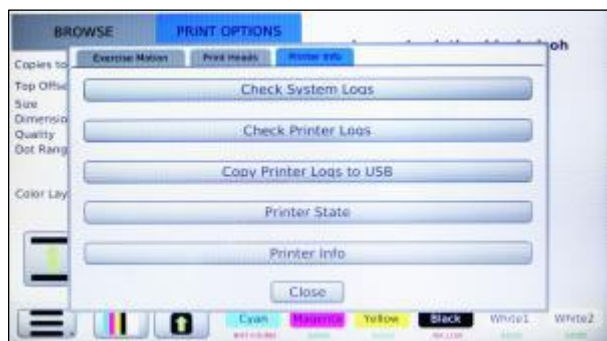 BROWSE
PRINT OPTIONS
oh
Exercise Motion
Print Heads
Printer Info
Copies to
Top Offse
Size
Dimensio
Quality
Dot Rang
Color Lay
Check System Logs
Check Printer Logs
Copy Printer Logs to USB
Printer State
Printer Info
Close
Cyan
Magenta
Yellow
Black
White1
White2